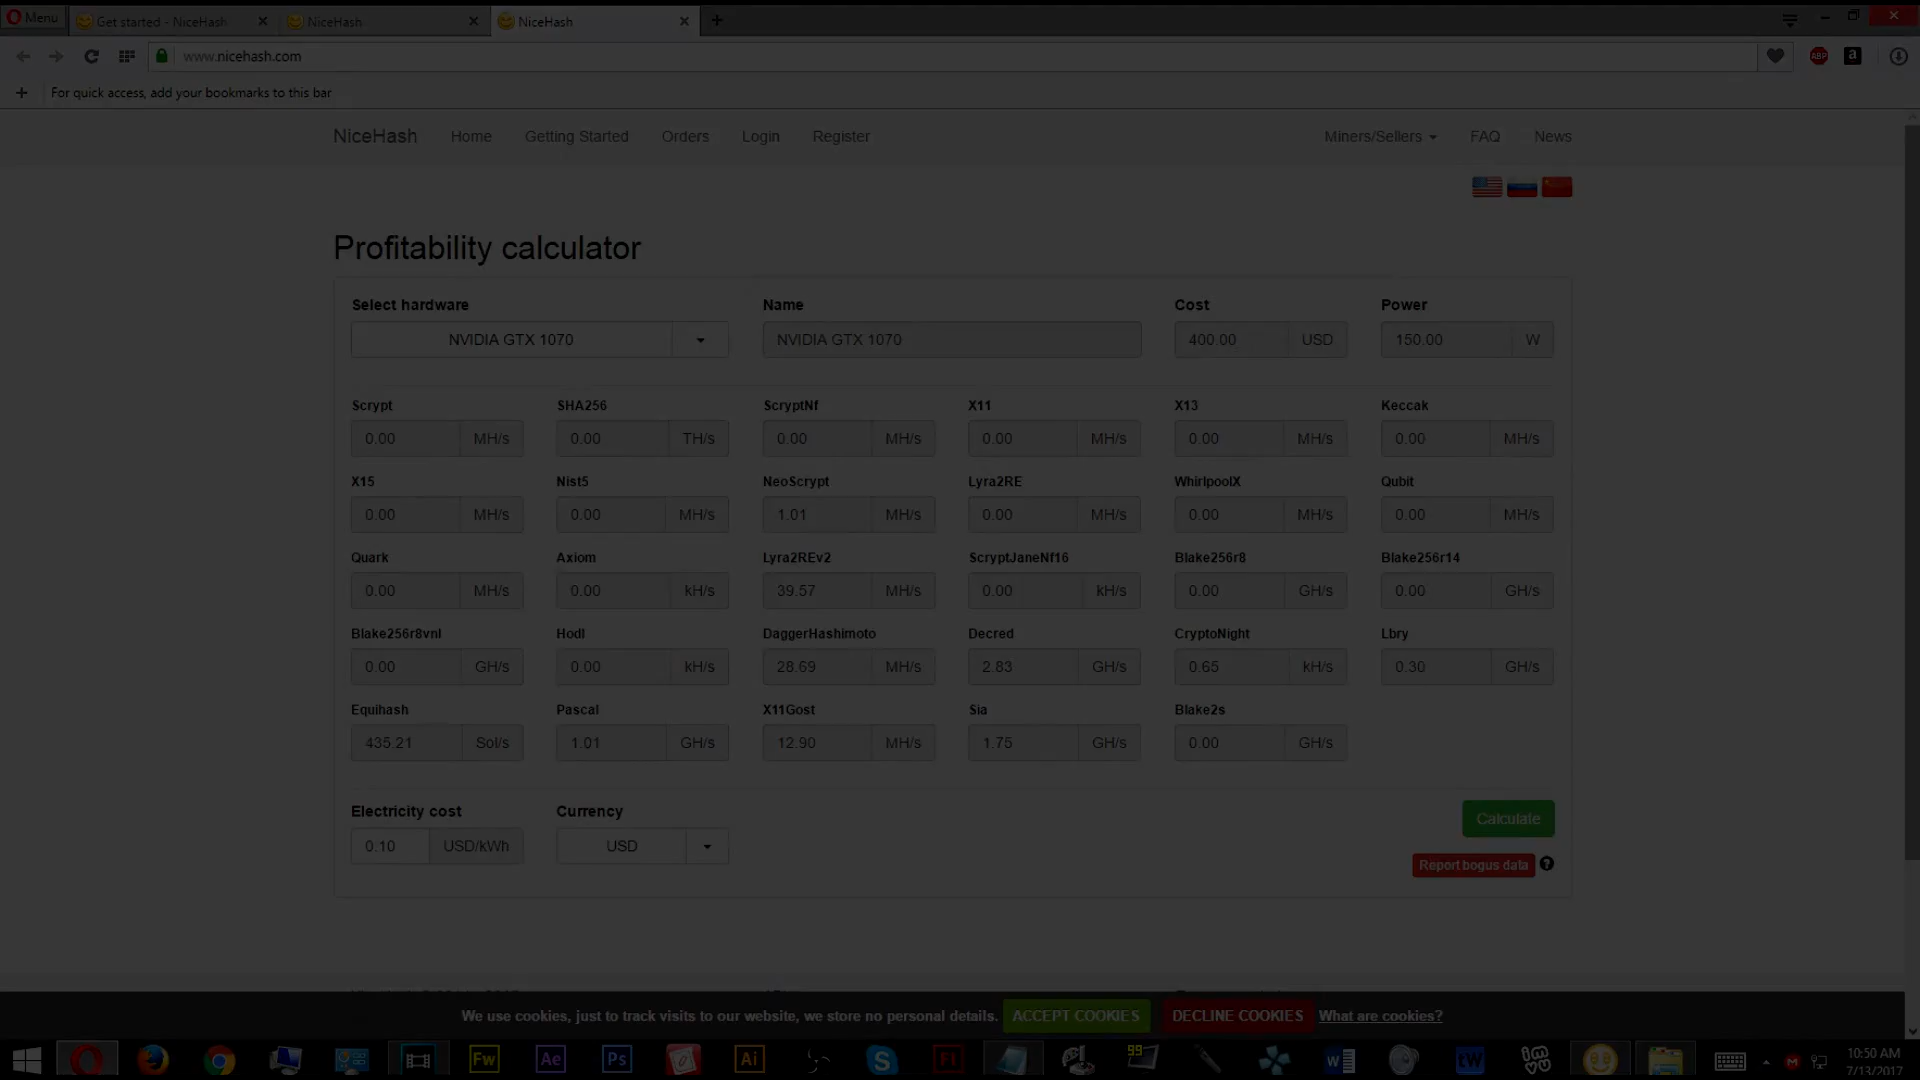 Menu
Get started - NiceHash
NiceHash
NiceHash
www.nicehash.com
ABP
a
For quick access, add your bookmarks to this bar
NiceHash Home Getting Started Orders Login Register Miners/Sellers FAQ News
Profitability calculator
Select hardware Name Cost Power
NVIDIA GTX 1070 NVIDIA GTX 1070 400.00 USD 150.00 W
Scrypt SHA256 ScryptNf X11 X13 Keccak
0.00 MH/s 0.00 TH/s 0.00 MH/s 0.00 MH/s 0.00 MH/s 0.00 MH/s
X15 Nist5 NeoScrypt Lyra2RE WhirlpoolX Qubit
0.00 MH/s 0.00 MH/s 1.01 MH/s 0.00 MH/s 0.00 MH/s 0.00 MH/s
Quark Axiom Lyra2REv2 ScryptJaneNf16 Blake256r8 Blake256r14
0.00 MH/s 0.00 kH/s 39.57 MH/s 0.00 kH/s 0.00 GH/s 0.00 GH/s
Blake256r8vnl Hodl DaggerHashimoto Decred CryptoNight Lbry
0.00 GH/s 0.00 kH/s 28.69 MH/s 2.83 GH/s 0.65 kH/s 0.30 GH/s
Equihash Pascal X11Gost Sia Blake2s
435.21 Sol/s 1.01 GH/s 12.90 MH/s 1.75 GH/s 0.00 GH/s
Electricity cost Currency
0.10 USD/kWh USD
Calculate
Report bogus data ?
We use cookies, just to track visits to our website, we store no personal details. ACCEPT COOKIES DECLINE COOKIES What are cookies?
Fw Ae Ps Ai S Fl 99 W tW
10:50 AM
7/13/2017